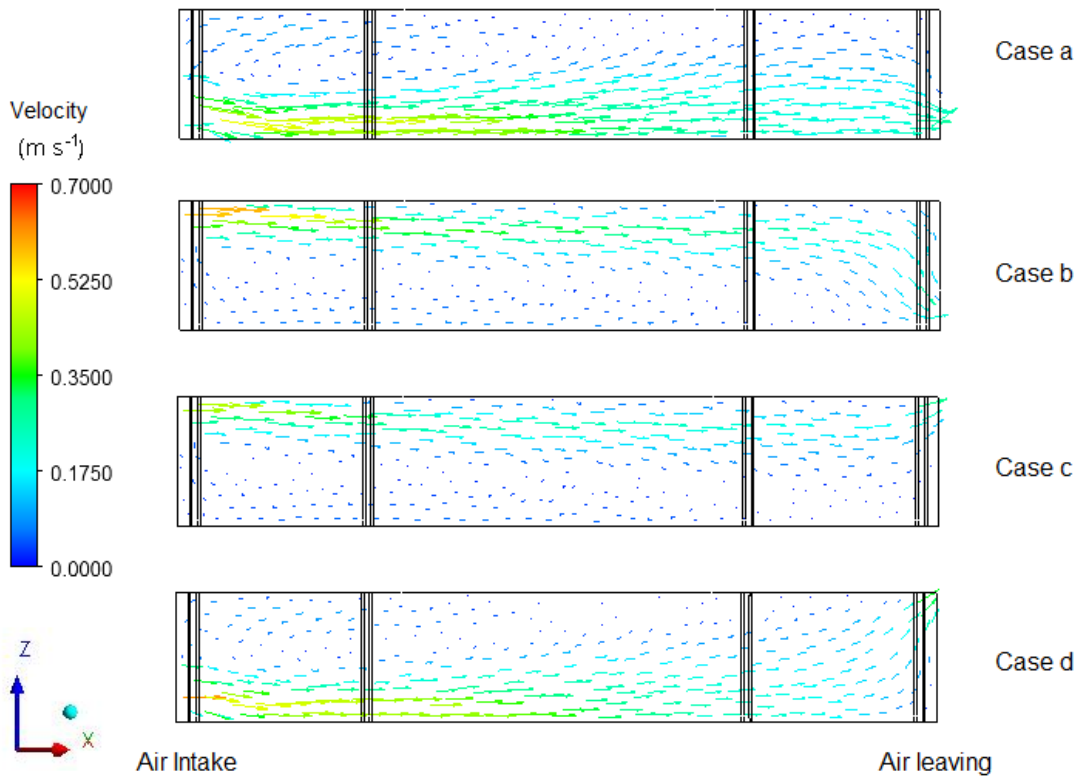 Case a
Velocity
(m s⁻¹)
0.7000
0.5250
0.3500
0.1750
0.0000
Case b
Case c
Case d
Z
X
Air Intake
Air leaving